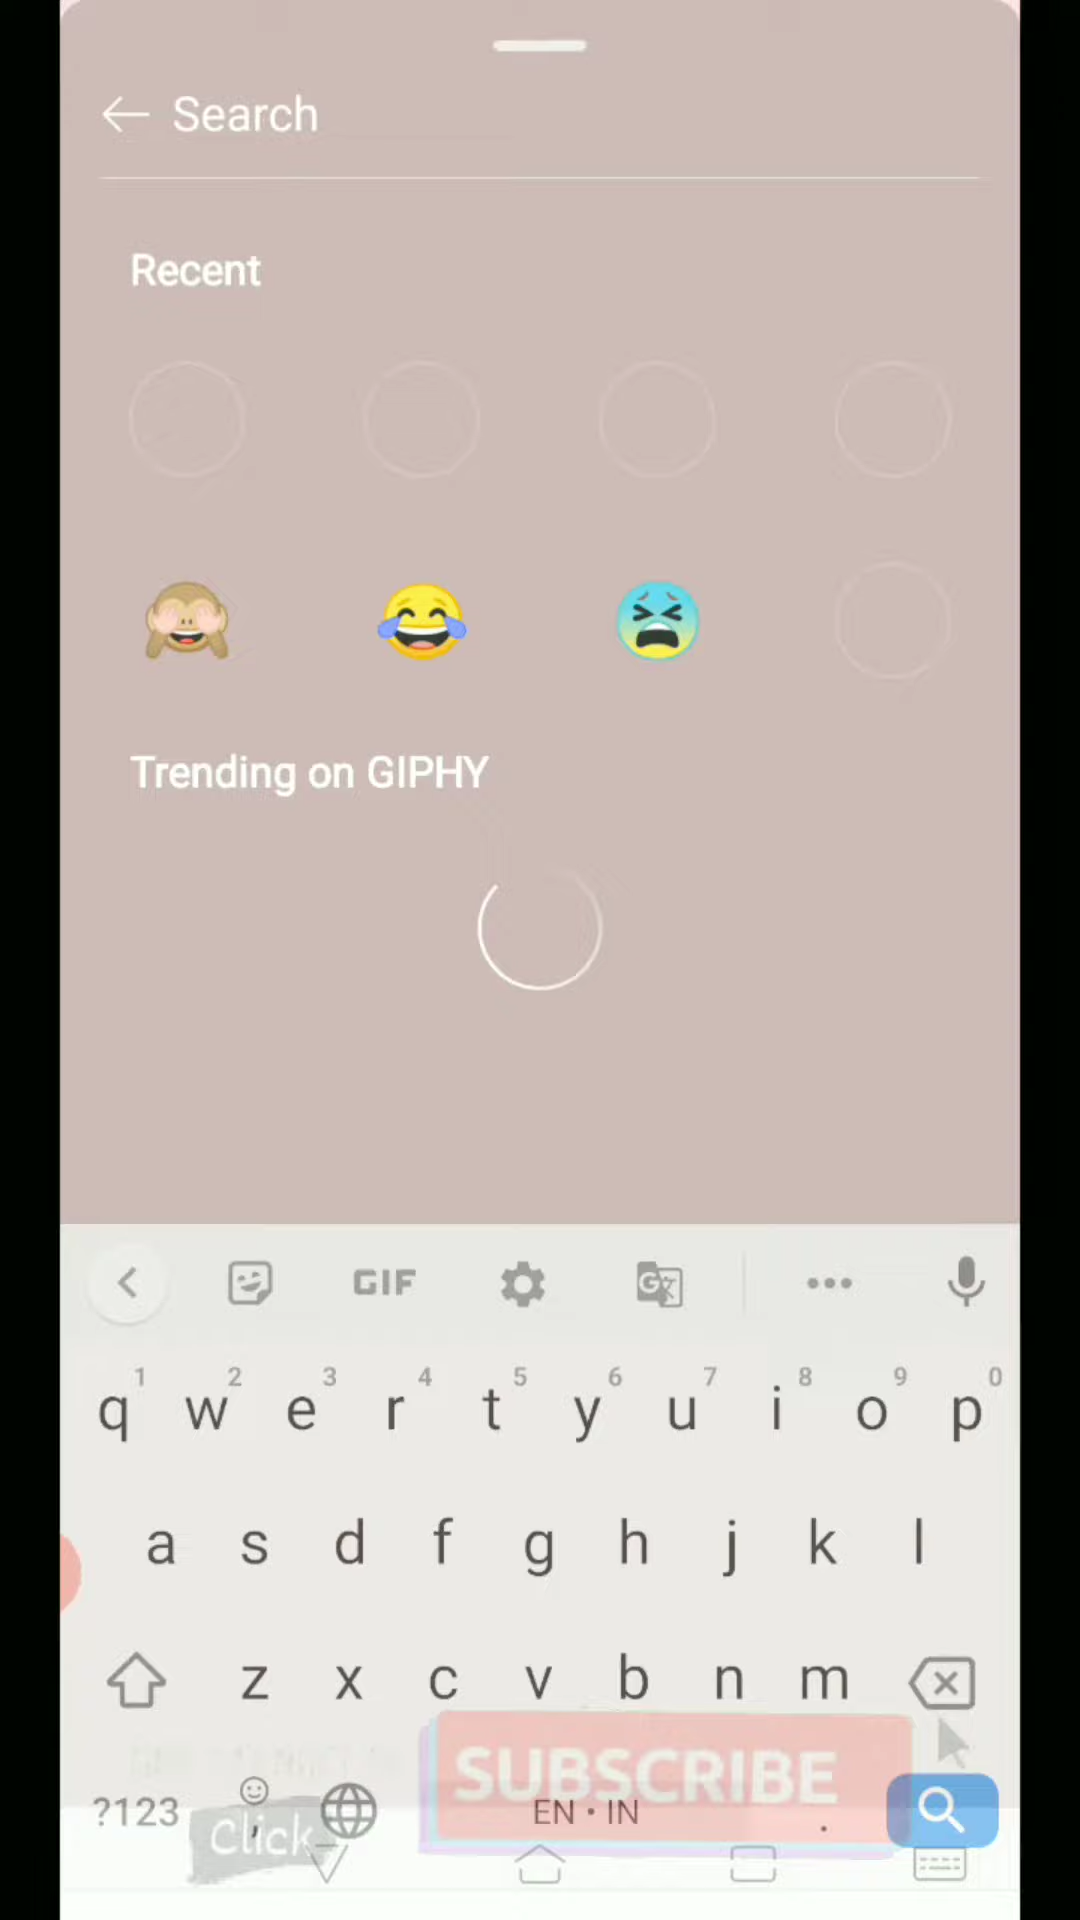 Search
Recent
Trending on GIPHY
GIF G
1 2 3 4 5 6 7 8 9 0
q w e r t y u i o p
a s d f g h j k l
z x c v b n m
SUBSCRIBE
?123 , EN • IN .
Click